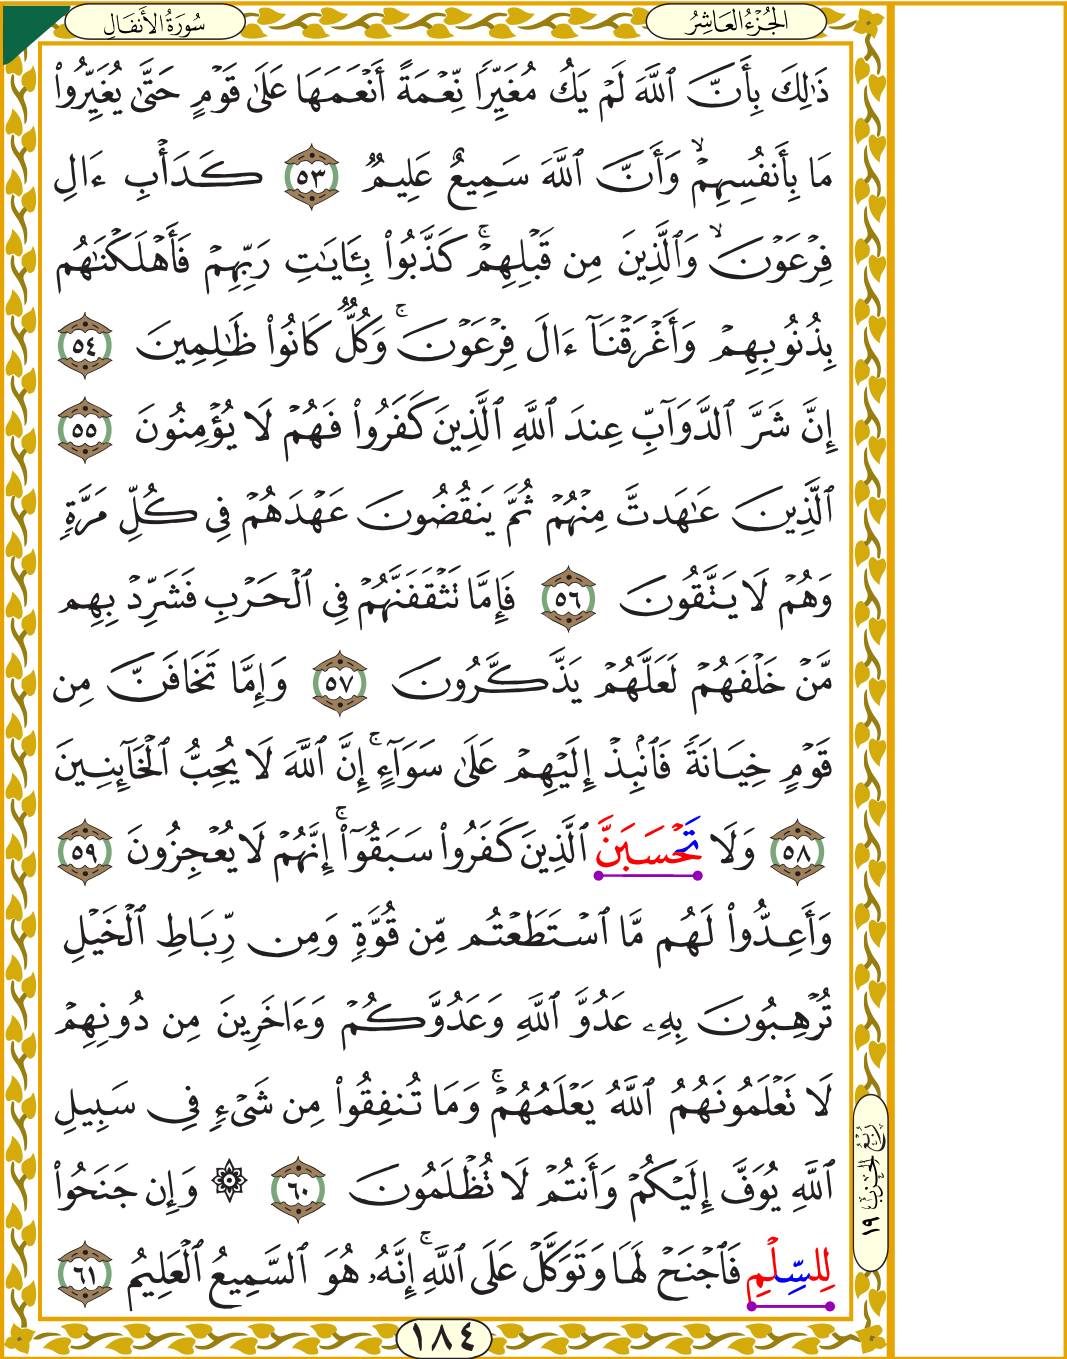 الجُزْءُ العَاشِرُ
سُورَةُ الأَنفَالِ
ذَٰلِكَ بِأَنَّ ٱللَّهَ لَمْ يَكُ مُغَيِّرًا نِّعْمَةً أَنْعَمَهَا عَلَىٰ قَوْمٍ حَتَّىٰ يُغَيِّرُوا۟
مَا بِأَنفُسِهِمْ ۙ وَأَنَّ ٱللَّهَ سَمِيعٌ عَلِيمٌ ٥٣ كَدَأْبِ ءَالِ
فِرْعَوْنَ ۙ وَٱلَّذِينَ مِن قَبْلِهِمْ ۚ كَذَّبُوا۟ بِـَٔايَٰتِ رَبِّهِمْ فَأَهْلَكْنَٰهُم
بِذُنُوبِهِمْ وَأَغْرَقْنَآ ءَالَ فِرْعَوْنَ ۚ وَكُلٌّ كَانُوا۟ ظَٰلِمِينَ ٥٤
إِنَّ شَرَّ ٱلدَّوَآبِّ عِندَ ٱللَّهِ ٱلَّذِينَ كَفَرُوا۟ فَهُمْ لَا يُؤْمِنُونَ ٥٥
ٱلَّذِينَ عَٰهَدتَّ مِنْهُمْ ثُمَّ يَنقُضُونَ عَهْدَهُمْ فِى كُلِّ مَرَّةٍ
وَهُمْ لَا يَتَّقُونَ ٥٦ فَإِمَّا تَثْقَفَنَّهُمْ فِى ٱلْحَرْبِ فَشَرِّدْ بِهِم
مَّنْ خَلْفَهُمْ لَعَلَّهُمْ يَذَّكَّرُونَ ٥٧ وَإِمَّا تَخَافَنَّ مِن
قَوْمٍ خِيَانَةً فَٱنۢبِذْ إِلَيْهِمْ عَلَىٰ سَوَآءٍ ۚ إِنَّ ٱللَّهَ لَا يُحِبُّ ٱلْخَآئِنِينَ
٥٨ وَلَا تَحْسَبَنَّ ٱلَّذِينَ كَفَرُوا۟ سَبَقُوٓا۟ ۚ إِنَّهُمْ لَا يُعْجِزُونَ ٥٩
وَأَعِدُّوا۟ لَهُم مَّا ٱسْتَطَعْتُم مِّن قُوَّةٍ وَمِن رِّبَاطِ ٱلْخَيْلِ
تُرْهِبُونَ بِهِۦ عَدُوَّ ٱللَّهِ وَعَدُوَّكُمْ وَءَاخَرِينَ مِن دُونِهِمْ
لَا تَعْلَمُونَهُمُ ٱللَّهُ يَعْلَمُهُمْ ۚ وَمَا تُنفِقُوا۟ مِن شَىْءٍ فِى سَبِيلِ
ٱللَّهِ يُوَفَّ إِلَيْكُمْ وَأَنتُمْ لَا تُظْلَمُونَ ٦٠ ۞ وَإِن جَنَحُوا۟
لِلسِّلْمِ فَٱجْنَحْ لَهَا وَتَوَكَّلْ عَلَى ٱللَّهِ ۚ إِنَّهُۥ هُوَ ٱلسَّمِيعُ ٱلْعَلِيمُ ٦١
رُبْعُ الحِزْبِ ١٩
١٨٤